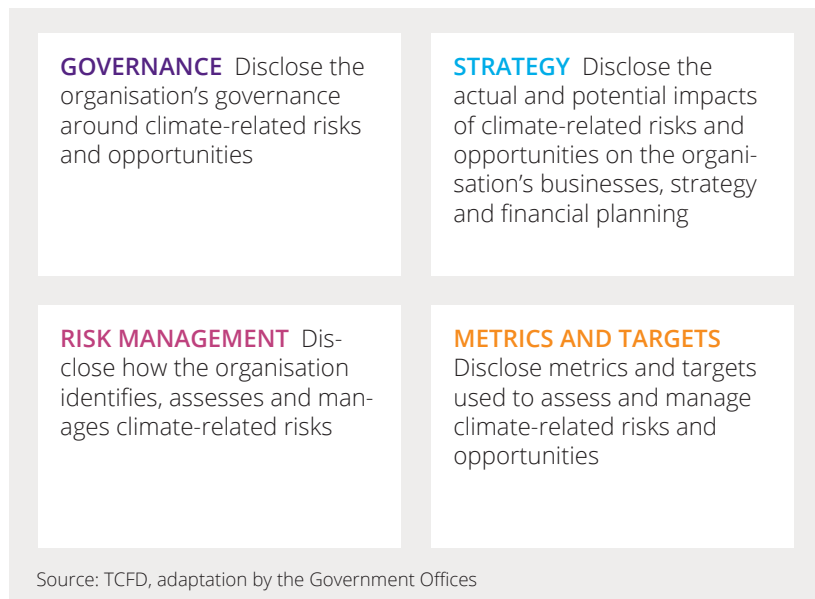 GOVERNANCE Disclose the
organisation’s governance
around climate-related risks
and opportunities
STRATEGY Disclose the
actual and potential impacts
of climate-related risks and
opportunities on the organi-
sation’s businesses, strategy
and financial planning
RISK MANAGEMENT Dis-
close how the organisation
identifies, assesses and man-
ages climate-related risks
METRICS AND TARGETS
Disclose metrics and targets
used to assess and manage
climate-related risks and
opportunities
Source: TCFD, adaptation by the Government Offices